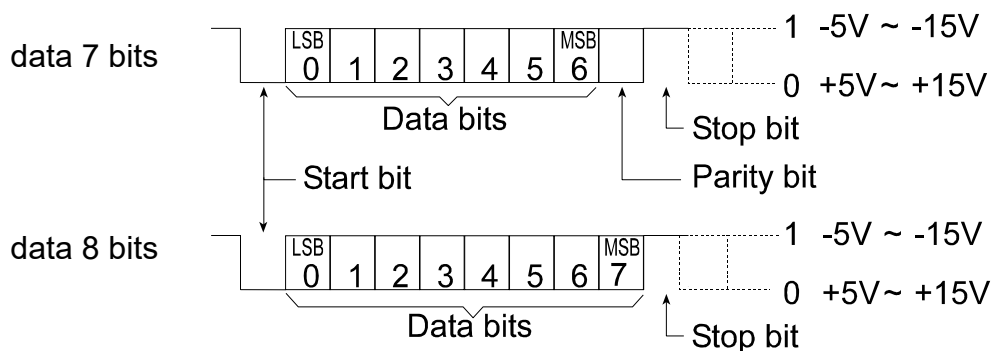 data 7 bits
LSB MSB
0 1 2 3 4 5 6
1 -5V ~ -15V
0 +5V~ +15V
Data bits
Stop bit
Start bit
Parity bit
data 8 bits
LSB MSB
0 1 2 3 4 5 6 7
1 -5V ~ -15V
0 +5V~ +15V
Data bits
Stop bit